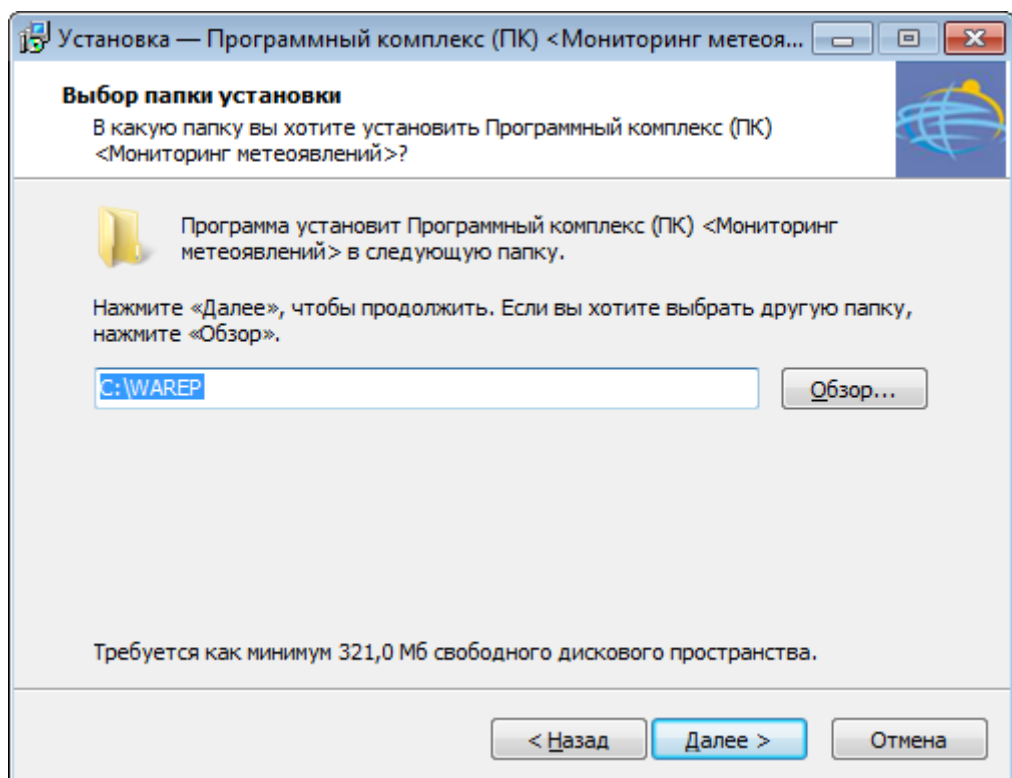 Установка — Программный комплекс (ПК) <Мониторинг метеоя...
Выбор папки установки
В какую папку вы хотите установить Программный комплекс (ПК)
<Мониторинг метеоявлений>?
Программа установит Программный комплекс (ПК) <Мониторинг
метеоявлений> в следующую папку.
Нажмите «Далее», чтобы продолжить. Если вы хотите выбрать другую папку,
нажмите «Обзор».
C:\WAREP
Обзор...
Требуется как минимум 321,0 Мб свободного дискового пространства.
< Назад
Далее >
Отмена